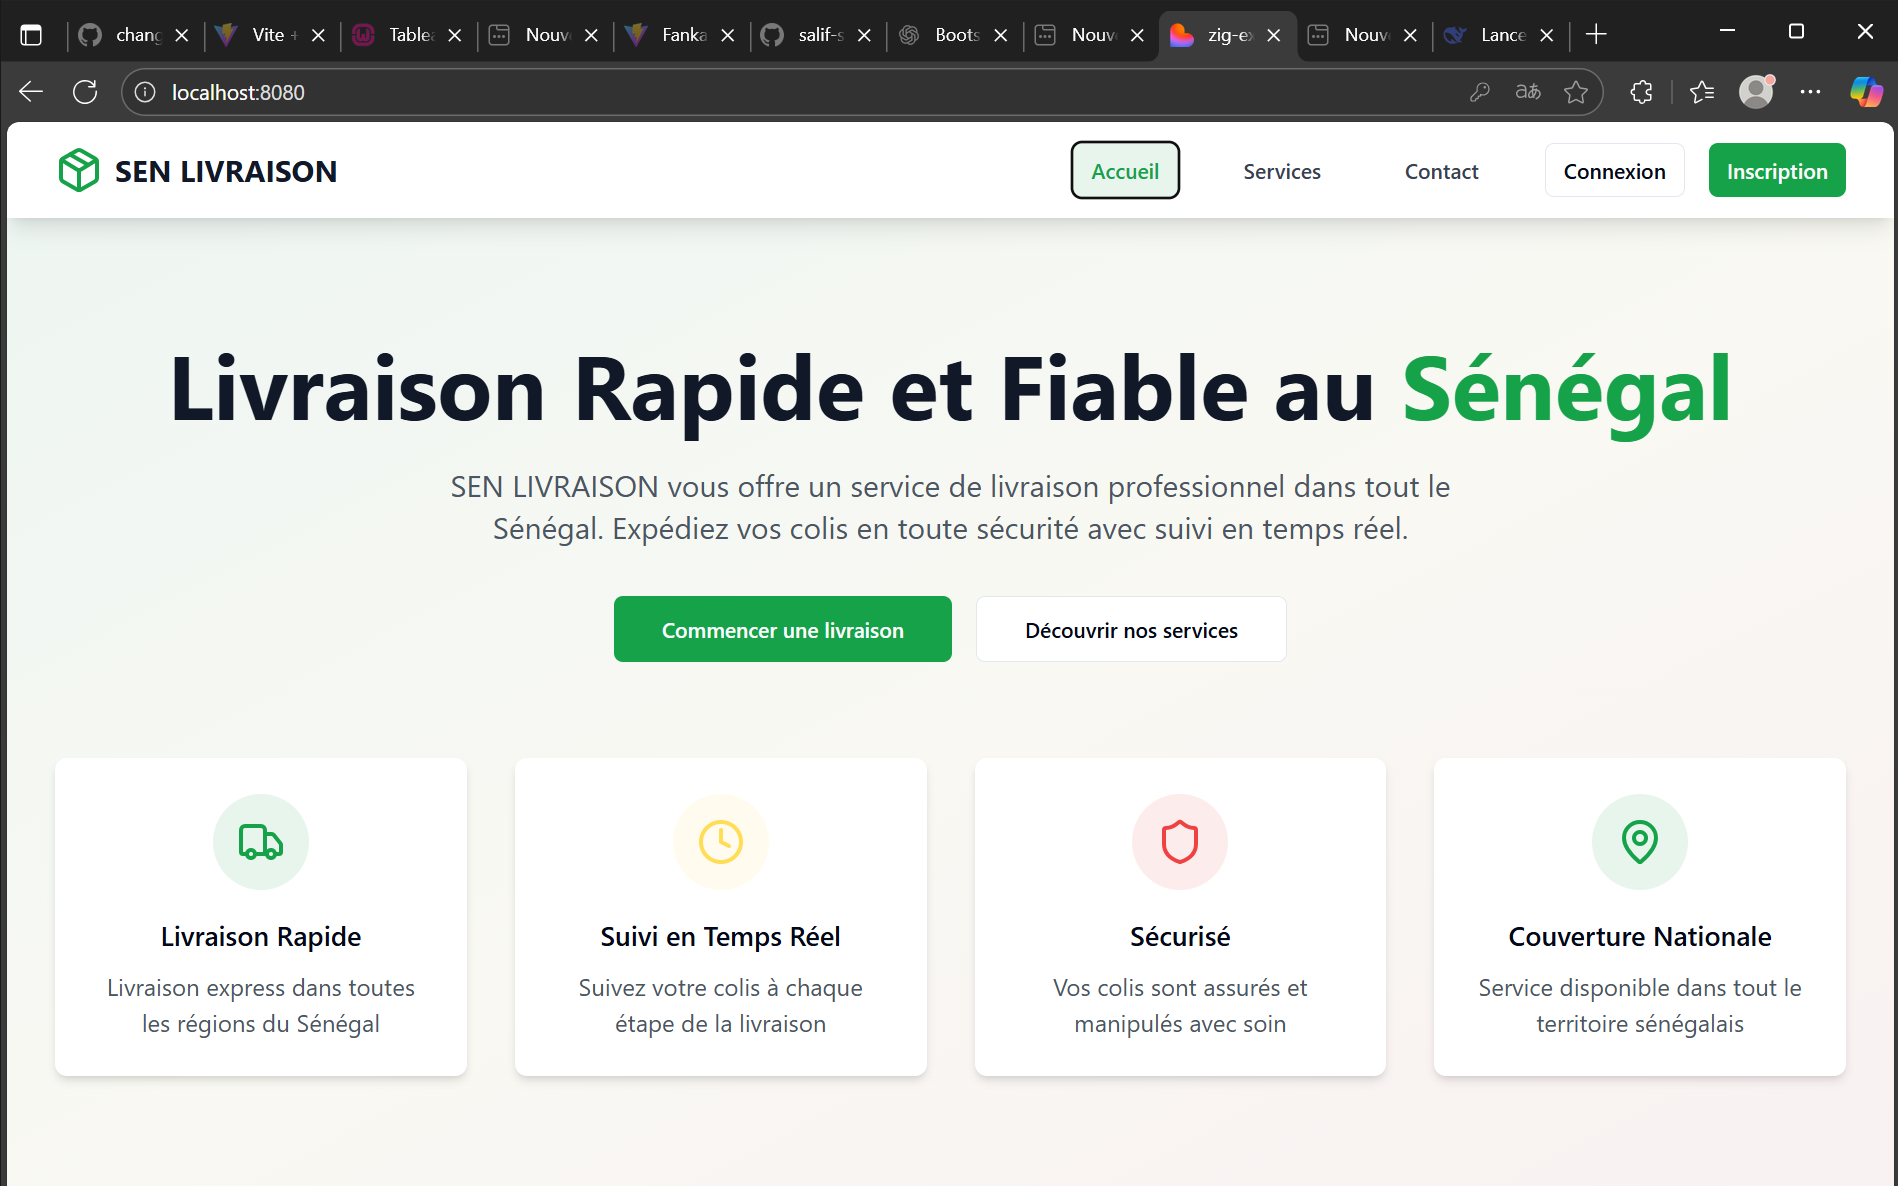 chang
Vite +
Table
Nouv
Fanka
salif-s
Boots
Nouv
zig-ex
Nouv
Lance
localhost:8080
SEN LIVRAISON
Accueil
Services
Contact
Connexion
Inscription
Livraison Rapide et Fiable au Sénégal
SEN LIVRAISON vous offre un service de livraison professionnel dans tout le
Sénégal. Expédiez vos colis en toute sécurité avec suivi en temps réel.
Commencer une livraison
Découvrir nos services
Livraison Rapide
Livraison express dans toutes
les régions du Sénégal
Suivi en Temps Réel
Suivez votre colis à chaque
étape de la livraison
Sécurisé
Vos colis sont assurés et
manipulés avec soin
Couverture Nationale
Service disponible dans tout le
territoire sénégalais